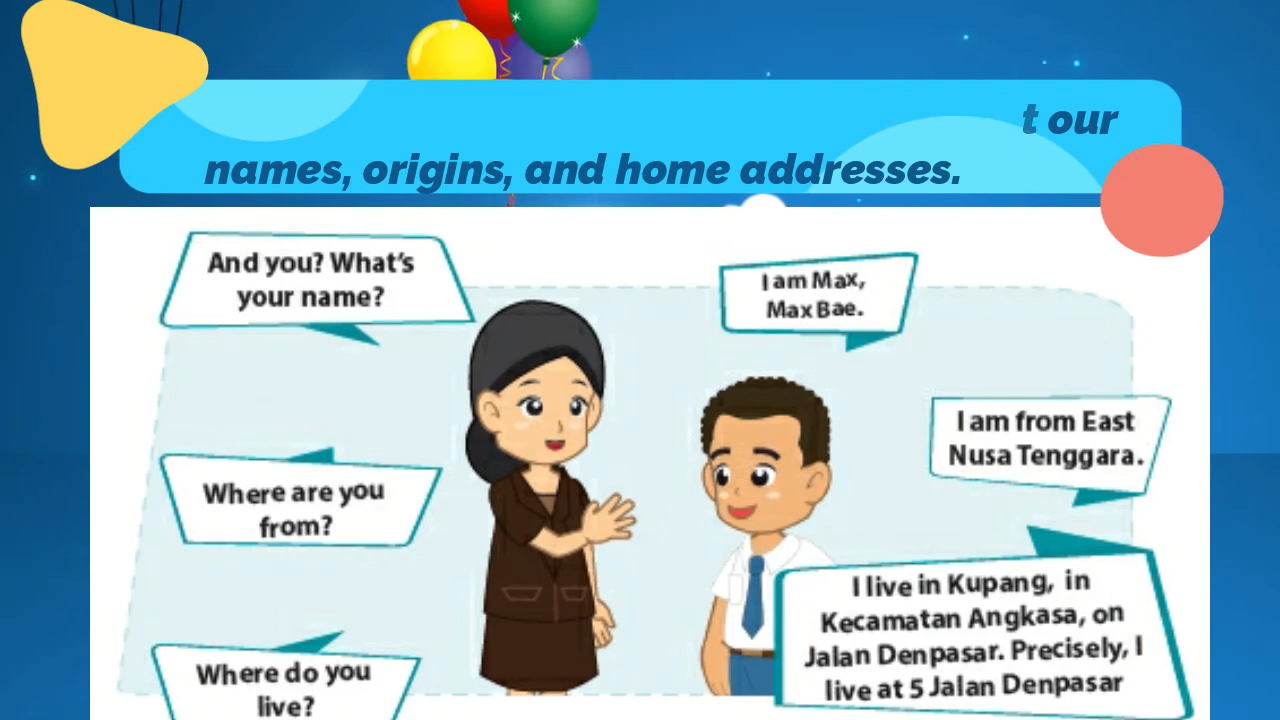 t our
names, origins, and home addresses.
And you? What's
your name?
I am Max,
Max Bae.
Where are you
from?
I am from East
Nusa Tenggara.
Where do you
live?
I live in Kupang, in
Kecamatan Angkasa, on
Jalan Denpasar. Precisely, I
live at 5 Jalan Denpasar